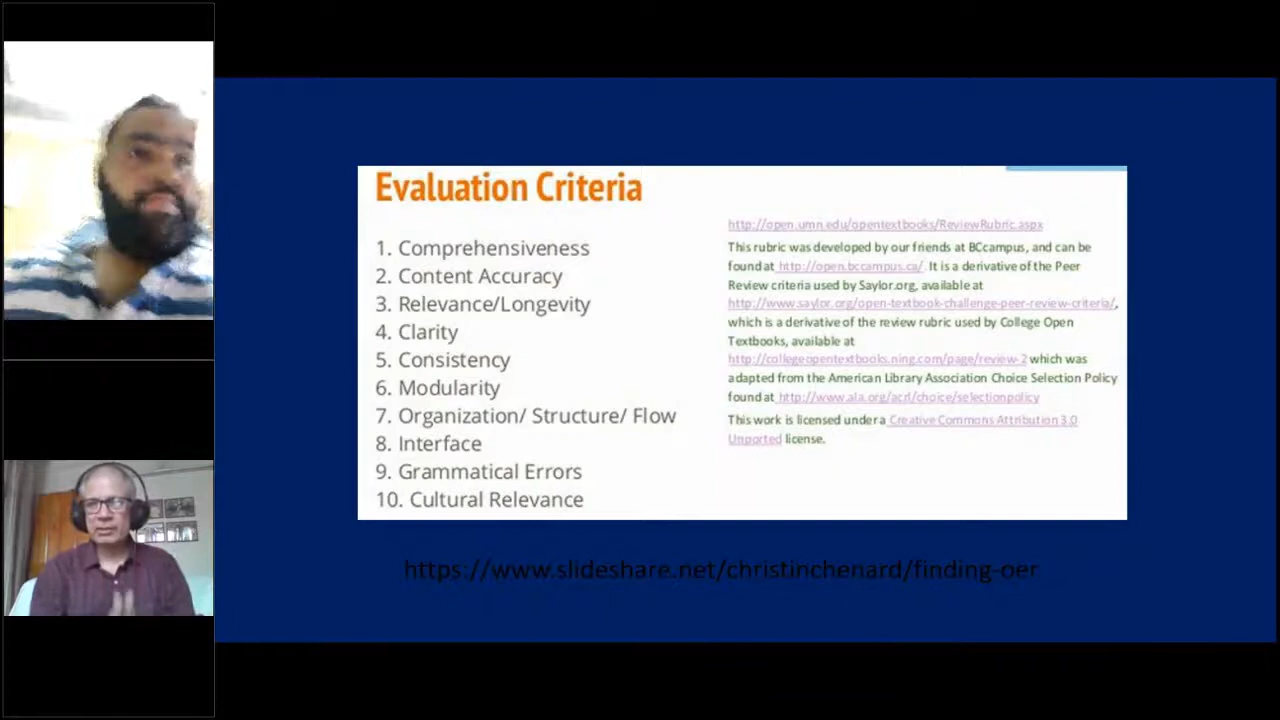 Evaluation Criteria
1. Comprehensiveness
2. Content Accuracy
3. Relevance/Longevity
4. Clarity
5. Consistency
6. Modularity
7. Organization/ Structure/ Flow
8. Interface
9. Grammatical Errors
10. Cultural Relevance
http://open.umn.edu/opentextbooks/ReviewRubric.aspx
This rubric was developed by our friends at BCcampus, and can be
found at http://open.bccampus.ca/. It is a derivative of the Peer
Review criteria used by Saylor.org, available at
http://www.saylor.org/open-textbook-challenge-peer-review-criteria/,
which is a derivative of the review rubric used by College Open
Textbooks, available at
http://collegeopentextbooks.ning.com/page/review-2 which was
adapted from the American Library Association Choice Selection Policy
found at http://www.ala.org/acrl/choice/selectionpolicy
This work is licensed under a Creative Commons Attribution 3.0
Unported license.
https://www.slideshare.net/christinchenard/finding-oer